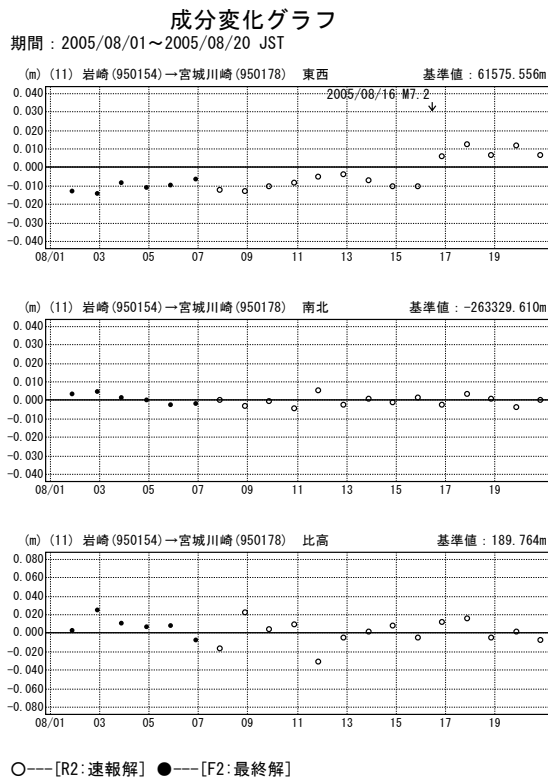 成分変化グラフ
期間：2005/08/01～2005/08/20 JST
(m) (11) 岩崎(950154)→宮城川崎(950178) 東西 基準値：61575.556m
2005/08/16 M7.2
0.040
0.030
0.020
0.010
0.000
-0.010
-0.020
-0.030
-0.040
08/01 03 05 07 09 11 13 15 17 19
(m) (11) 岩崎(950154)→宮城川崎(950178) 南北 基準値：-263329.610m
0.040
0.030
0.020
0.010
0.000
-0.010
-0.020
-0.030
-0.040
08/01 03 05 07 09 11 13 15 17 19
(m) (11) 岩崎(950154)→宮城川崎(950178) 比高 基準値：189.764m
0.080
0.060
0.040
0.020
0.000
-0.020
-0.040
-0.060
-0.080
08/01 03 05 07 09 11 13 15 17 19
○---[R2:速報解] ●---[F2:最終解]